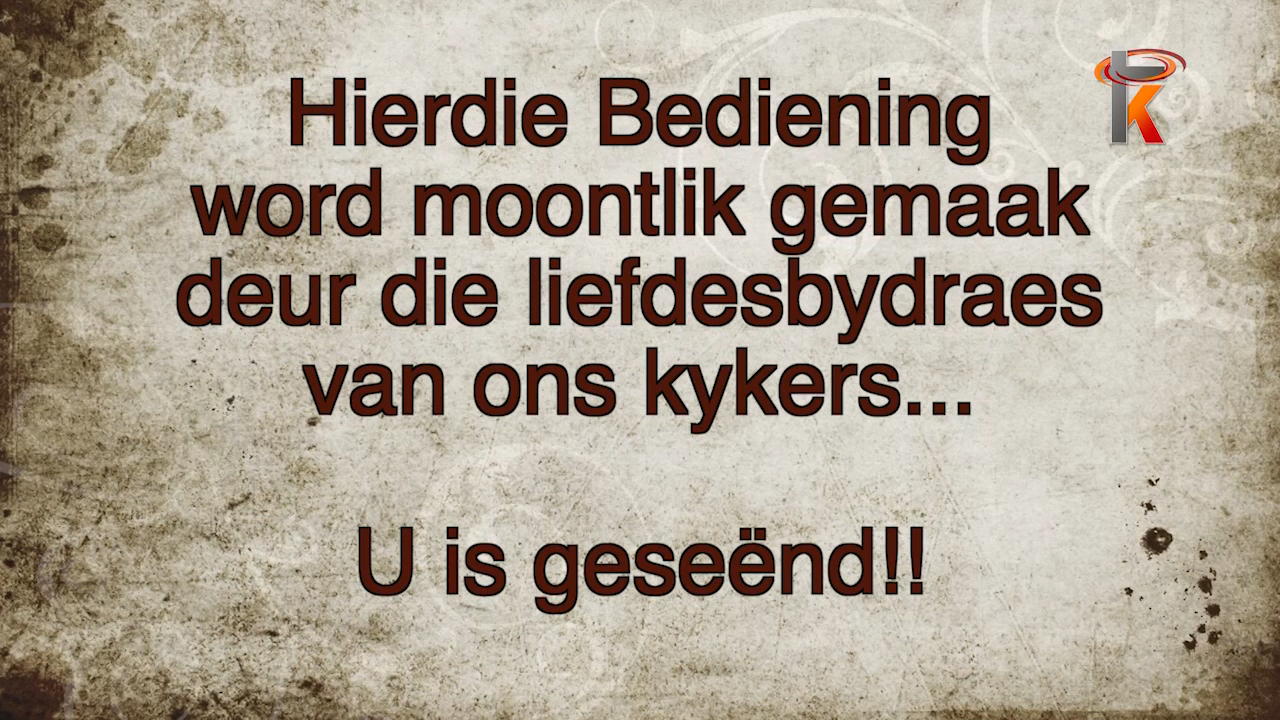 Hierdie Bediening
word moontlik gemaak
deur die liefdesbydraes
van ons kykers...
U is geseënd!!